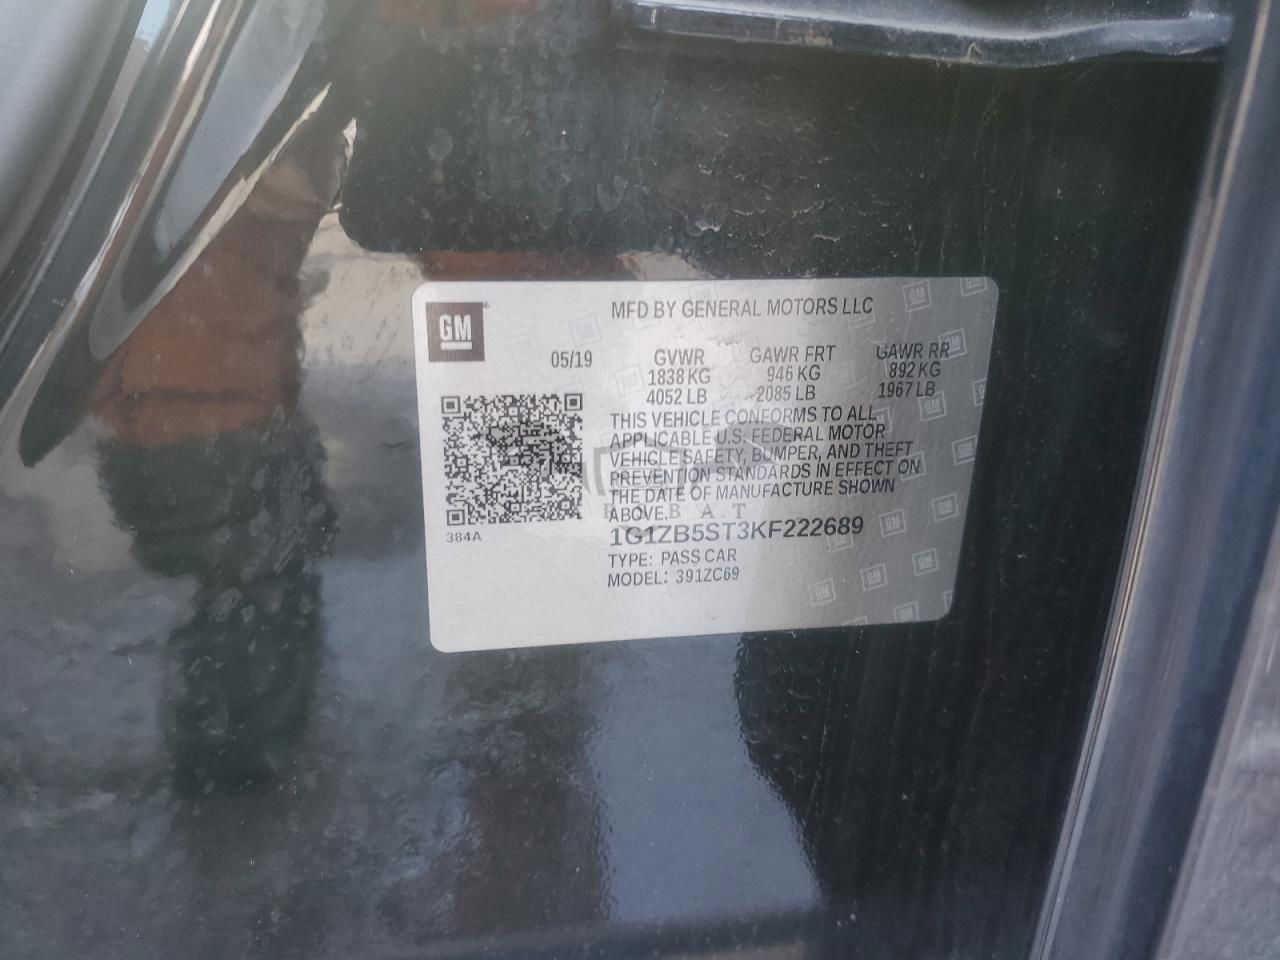 GM
MFD BY GENERAL MOTORS LLC
05/19 GVWR GAWR FRT GAWR RR
1838 KG 946 KG 892 KG
4052 LB 2085 LB 1967 LB
THIS VEHICLE CONFORMS TO ALL
APPLICABLE U.S. FEDERAL MOTOR
VEHICLE SAFETY, BUMPER, AND THEFT
PREVENTION STANDARDS IN EFFECT ON
THE DATE OF MANUFACTURE SHOWN
ABOVE.
1G1ZB5ST3KF222689
384A
TYPE: PASS CAR
MODEL: 391ZC69